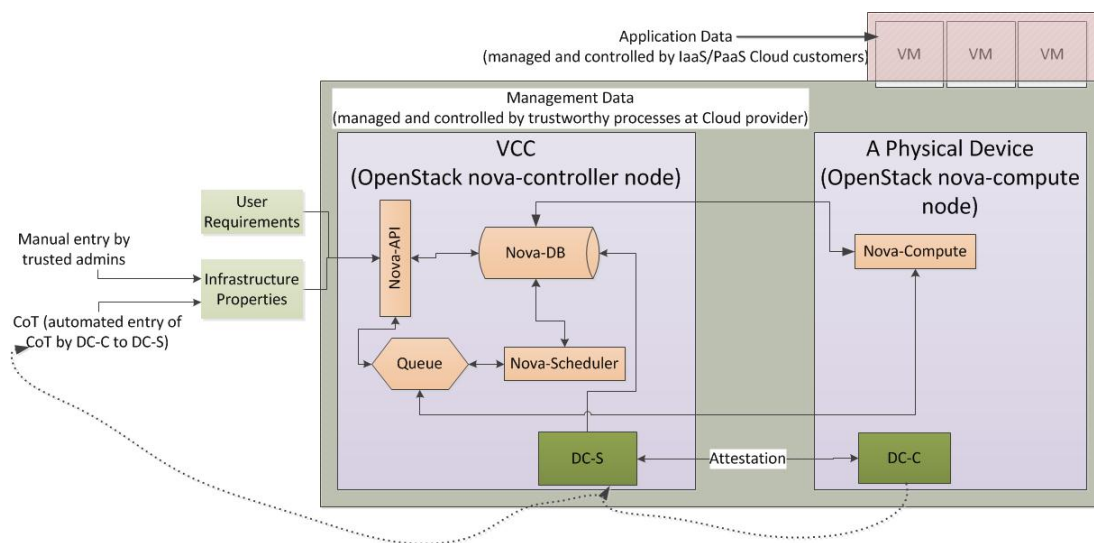 Application Data
(managed and controlled by IaaS/PaaS Cloud customers)
VM
VM
VM
Management Data
(managed and controlled by trustworthy processes at Cloud provider)
VCC
(OpenStack nova-controller node)
A Physical Device
(OpenStack nova-compute
node)
User
Requirements
Manual entry by
trusted admins
Infrastructure
Properties
CoT (automated entry of
CoT by DC-C to DC-S)
Nova-API
Nova-DB
Nova-Compute
Queue
Nova-Scheduler
DC-S
Attestation
DC-C